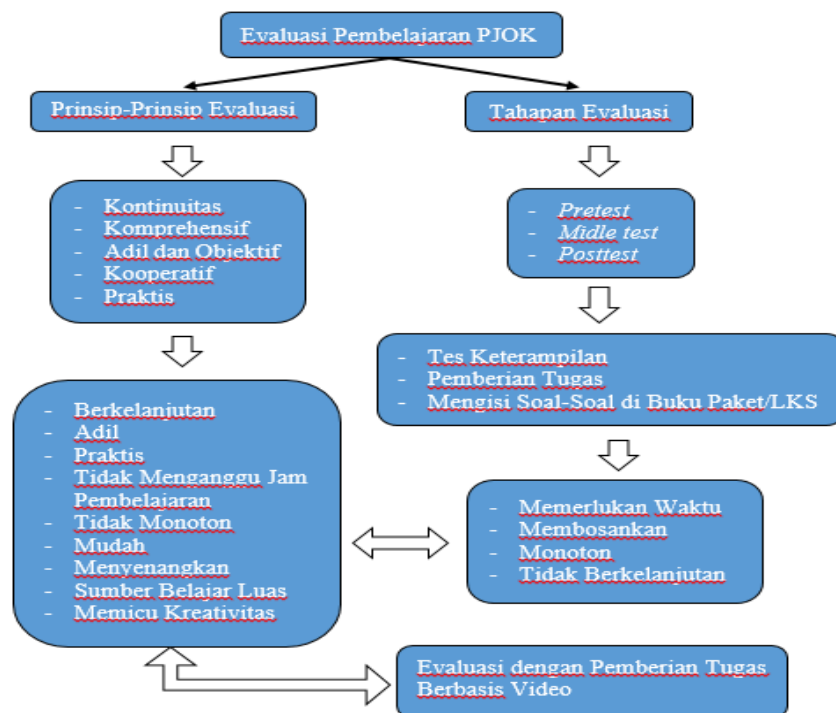 Evaluasi Pembelajaran PJOK
Prinsip-Prinsip Evaluasi
Tahapan Evaluasi
- Kontinuitas
- Komprehensif
- Adil dan Objektif
- Kooperatif
- Praktis
- Pretest
- Midle test
- Posttest
- Tes Keterampilan
- Pemberian Tugas
- Mengisi Soal-Soal di Buku Paket/LKS
- Berkelanjutan
- Adil
- Praktis
- Tidak Menganggu Jam
Pembelajaran
- Tidak Monoton
- Mudah
- Menyenangkan
- Sumber Belajar Luas
- Memicu Kreativitas
- Memerlukan Waktu
- Membosankan
- Monoton
- Tidak Berkelanjutan
Evaluasi dengan Pemberian Tugas
Berbasis Video